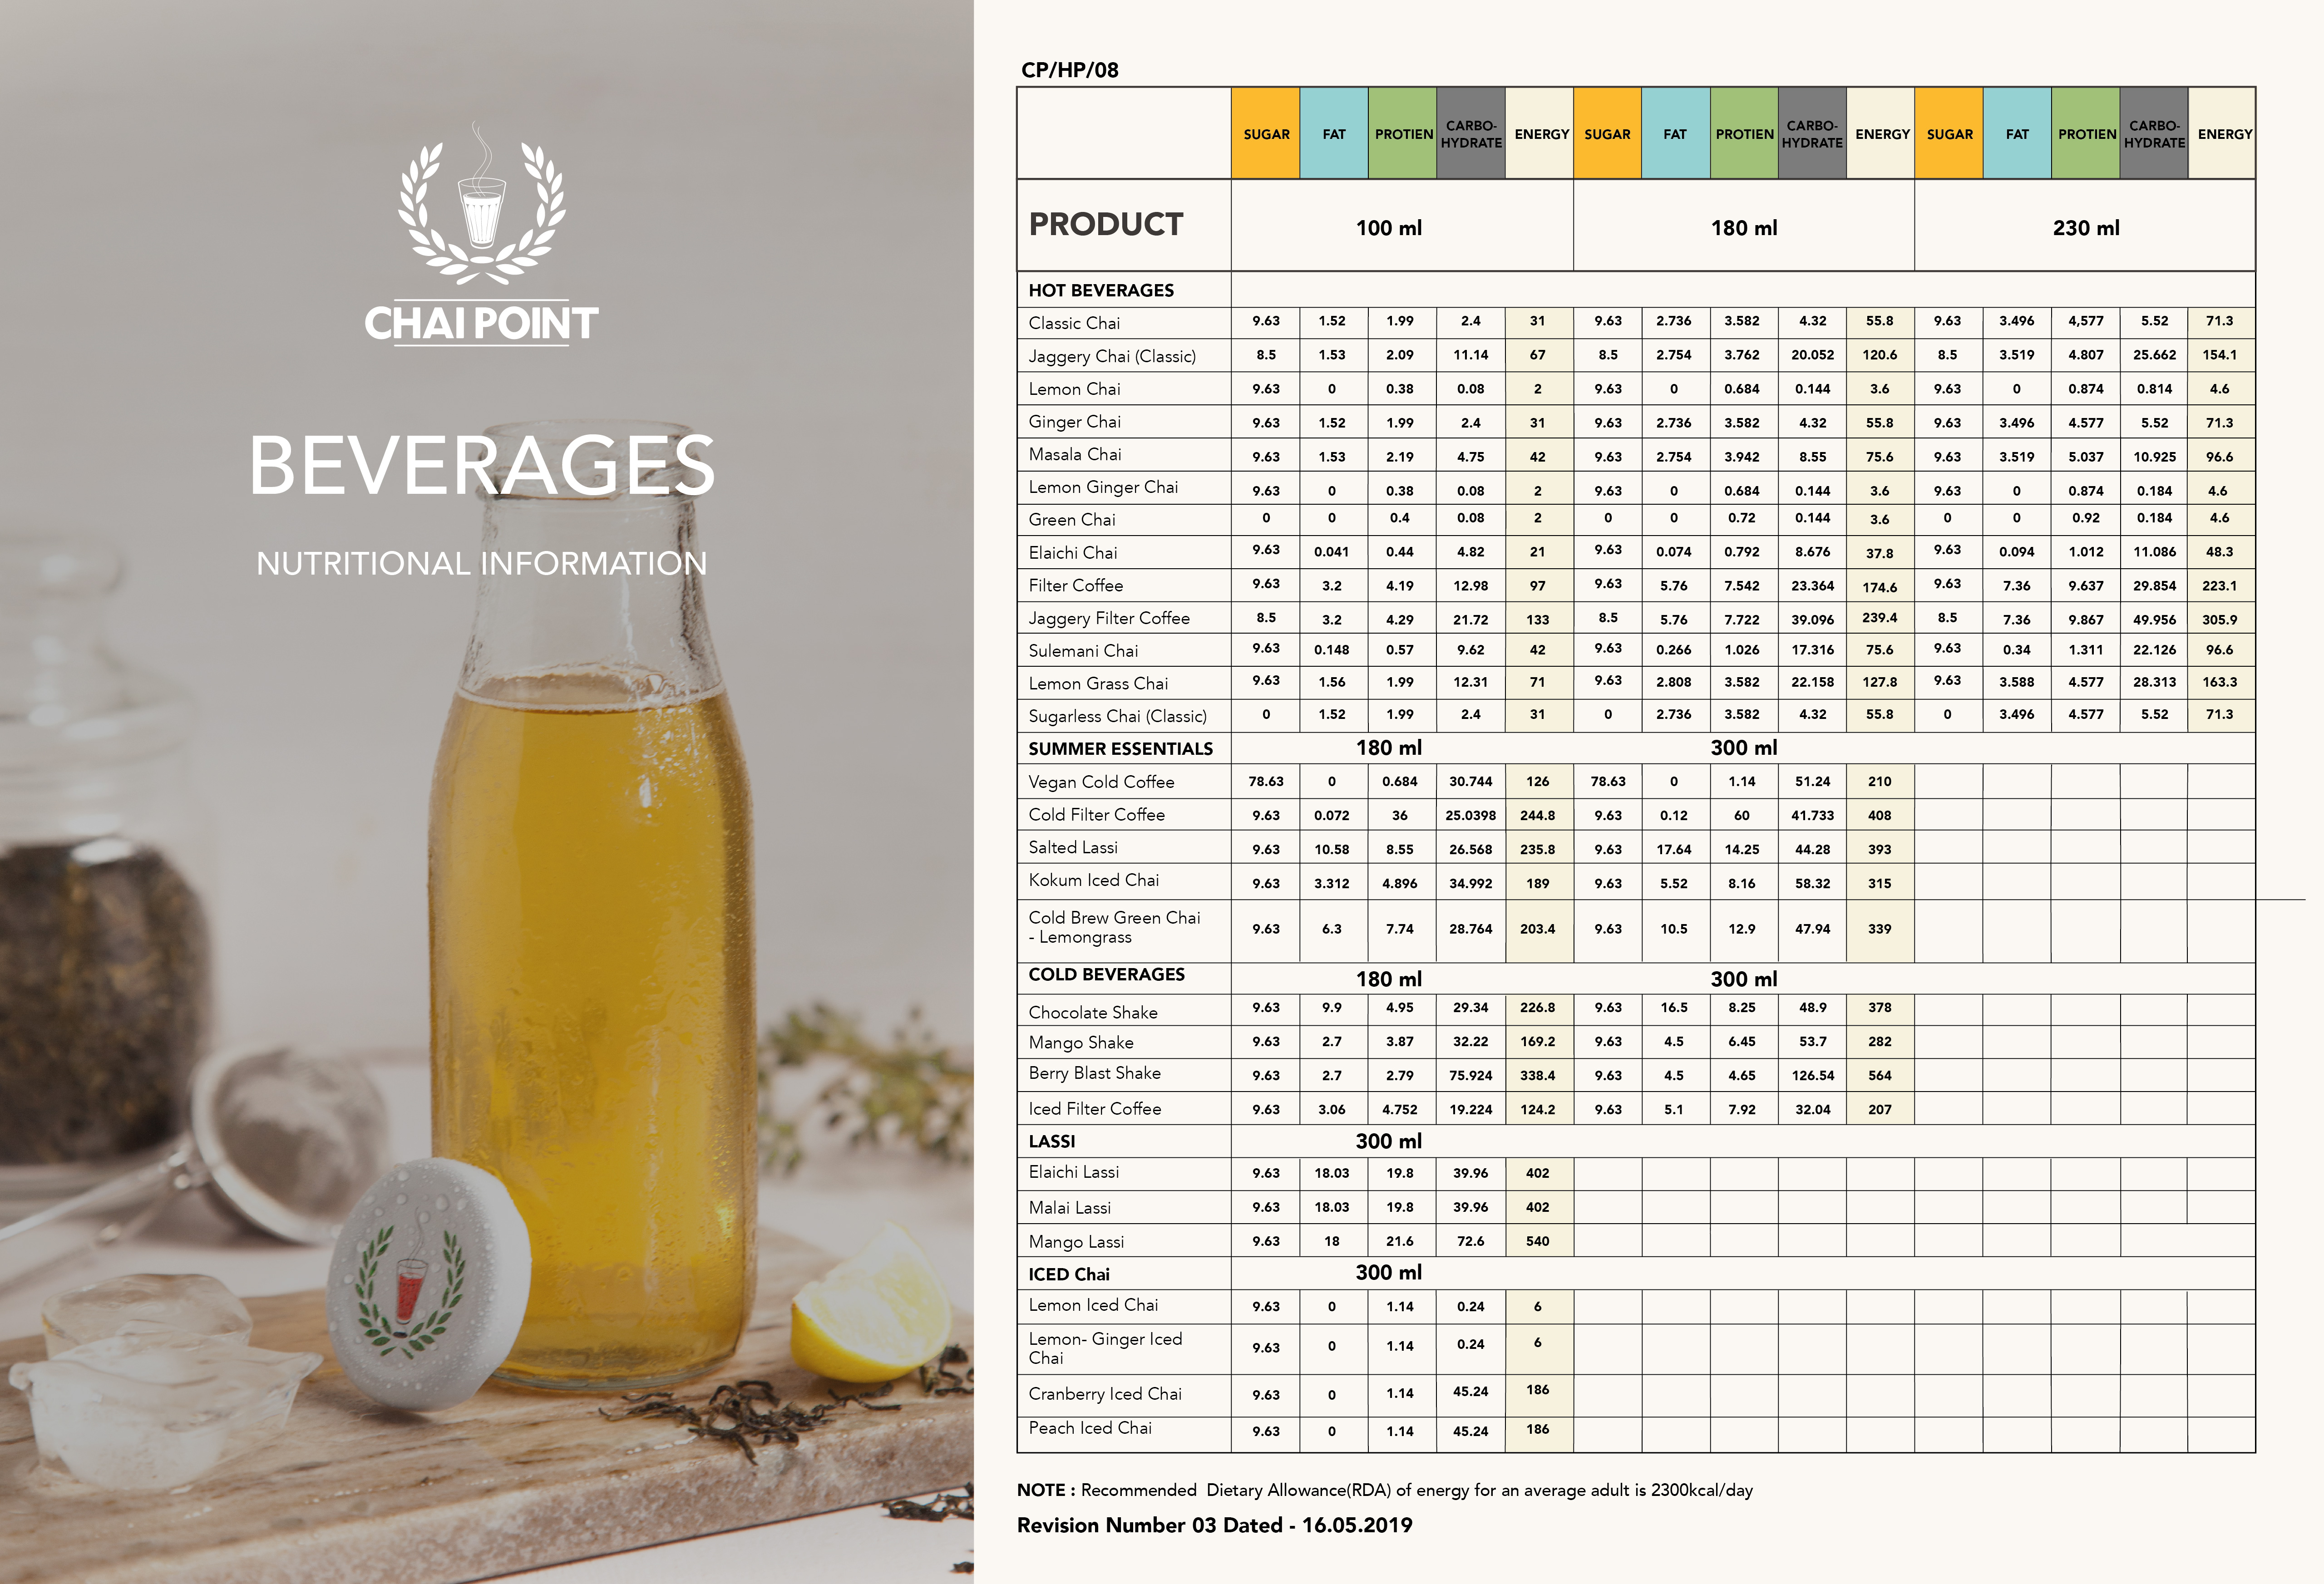 CHAI POINT
BEVERAGES
NUTRITIONAL INFORMATION
CP/HP/08
SUGAR FAT PROTIEN CARBO-HYDRATE ENERGY SUGAR FAT PROTIEN CARBO-HYDRATE ENERGY SUGAR FAT PROTIEN CARBO-HYDRATE ENERGY
PRODUCT 100 ml 180 ml 230 ml
HOT BEVERAGES
Classic Chai 9.63 1.52 1.99 2.4 31 9.63 2.736 3.582 4.32 55.8 9.63 3.496 4,577 5.52 71.3
Jaggery Chai (Classic) 8.5 1.53 2.09 11.14 67 8.5 2.754 3.762 20.052 120.6 8.5 3.519 4.807 25.662 154.1
Lemon Chai 9.63 0 0.38 0.08 2 9.63 0 0.684 0.144 3.6 9.63 0 0.874 0.814 4.6
Ginger Chai 9.63 1.52 1.99 2.4 31 9.63 2.736 3.582 4.32 55.8 9.63 3.496 4.577 5.52 71.3
Masala Chai 9.63 1.53 2.19 4.75 42 9.63 2.754 3.942 8.55 75.6 9.63 3.519 5.037 10.925 96.6
Lemon Ginger Chai 9.63 0 0.38 0.08 2 9.63 0 0.684 0.144 3.6 9.63 0 0.874 0.184 4.6
Green Chai 0 0 0.4 0.08 2 0 0 0.72 0.144 3.6 0 0 0.92 0.184 4.6
Elaichi Chai 9.63 0.041 0.44 4.82 21 9.63 0.074 0.792 8.676 37.8 9.63 0.094 1.012 11.086 48.3
Filter Coffee 9.63 3.2 4.19 12.98 97 9.63 5.76 7.542 23.364 174.6 9.63 7.36 9.637 29.854 223.1
Jaggery Filter Coffee 8.5 3.2 4.29 21.72 133 8.5 5.76 7.722 39.096 239.4 8.5 7.36 9.867 49.956 305.9
Sulemani Chai 9.63 0.148 0.57 9.62 42 9.63 0.266 1.026 17.316 75.6 9.63 0.34 1.311 22.126 96.6
Lemon Grass Chai 9.63 1.56 1.99 12.31 71 9.63 2.808 3.582 22.158 127.8 9.63 3.588 4.577 28.313 163.3
Sugarless Chai (Classic) 0 1.52 1.99 2.4 31 0 2.736 3.582 4.32 55.8 0 3.496 4.577 5.52 71.3
SUMMER ESSENTIALS 180 ml 300 ml
Vegan Cold Coffee 78.63 0 0.684 30.744 126 78.63 0 1.14 51.24 210
Cold Filter Coffee 9.63 0.072 36 25.0398 244.8 9.63 0.12 60 41.733 408
Salted Lassi 9.63 10.58 8.55 26.568 235.8 9.63 17.64 14.25 44.28 393
Kokum Iced Chai 9.63 3.312 4.896 34.992 189 9.63 5.52 8.16 58.32 315
Cold Brew Green Chai
- Lemongrass 9.63 6.3 7.74 28.764 203.4 9.63 10.5 12.9 47.94 339
COLD BEVERAGES 180 ml 300 ml
Chocolate Shake 9.63 9.9 4.95 29.34 226.8 9.63 16.5 8.25 48.9 378
Mango Shake 9.63 2.7 3.87 32.22 169.2 9.63 4.5 6.45 53.7 282
Berry Blast Shake 9.63 2.7 2.79 75.924 338.4 9.63 4.5 4.65 126.54 564
Iced Filter Coffee 9.63 3.06 4.752 19.224 124.2 9.63 5.1 7.92 32.04 207
LASSI 300 ml
Elaichi Lassi 9.63 18.03 19.8 39.96 402
Malai Lassi 9.63 18.03 19.8 39.96 402
Mango Lassi 9.63 18 21.6 72.6 540
ICED Chai 300 ml
Lemon Iced Chai 9.63 0 1.14 0.24 6
Lemon- Ginger Iced
Chai 9.63 0 1.14 0.24 6
Cranberry Iced Chai 9.63 0 1.14 45.24 186
Peach Iced Chai 9.63 0 1.14 45.24 186
NOTE : Recommended Dietary Allowance(RDA) of energy for an average adult is 2300kcal/day
Revision Number 03 Dated - 16.05.2019